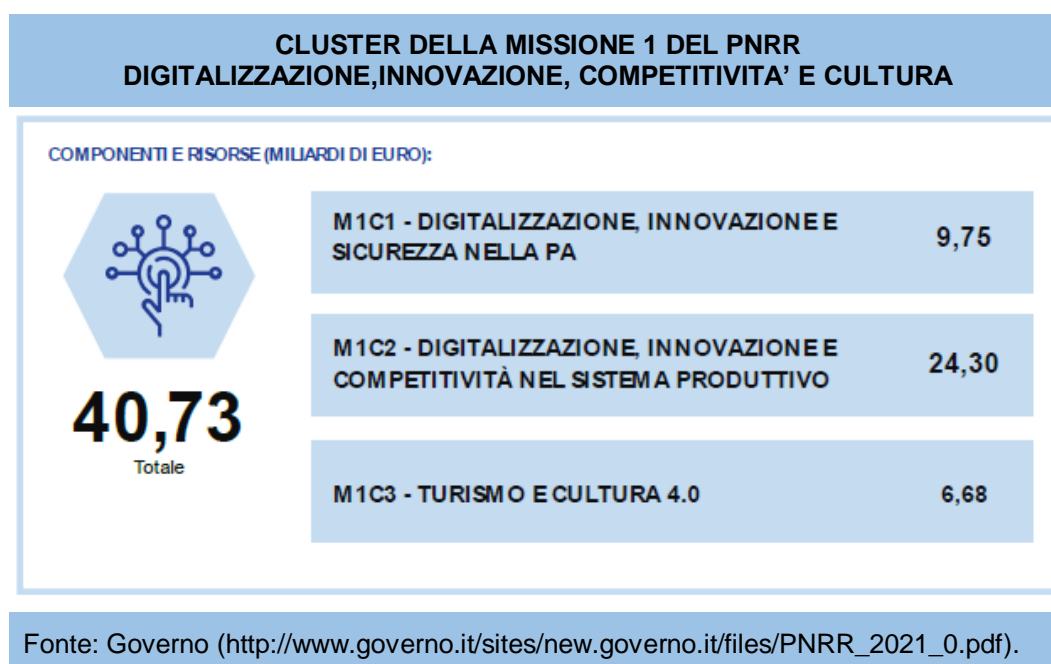 CLUSTER DELLA MISSIONE 1 DEL PNRR
DIGITALIZZAZIONE,INNOVAZIONE, COMPETITIVITA’ E CULTURA
COMPONENTI E RISORSE (MILIARDI DI EURO):
M1C1 - DIGITALIZZAZIONE, INNOVAZIONE E
SICUREZZA NELLA PA
9,75
M1C2 - DIGITALIZZAZIONE, INNOVAZIONE E
COMPETITIVITÀ NEL SISTEMA PRODUTTIVO
24,30
40,73
Totale
M1C3 - TURISMO E CULTURA 4.0
6,68
Fonte: Governo (http://www.governo.it/sites/new.governo.it/files/PNRR_2021_0.pdf).